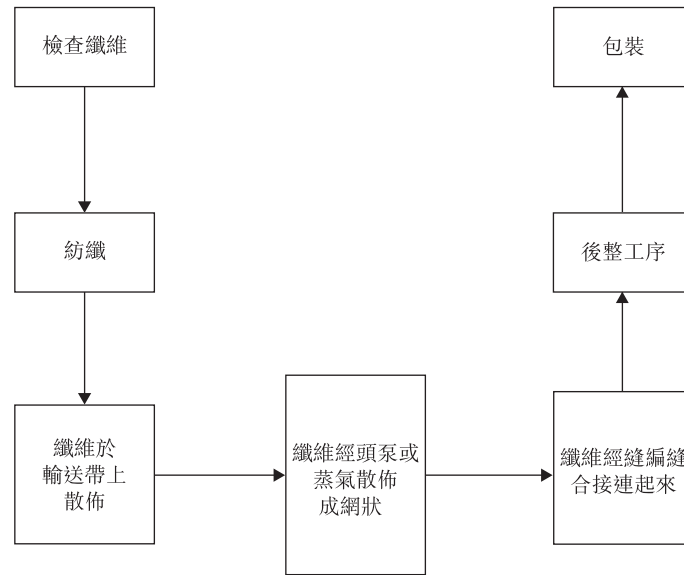 檢查纖維
紡纖
纖維於
輸送帶上
散佈
纖維經頭泵或
蒸氣散佈
成網狀
纖維經縫編縫
合接連起來
後整工序
包裝